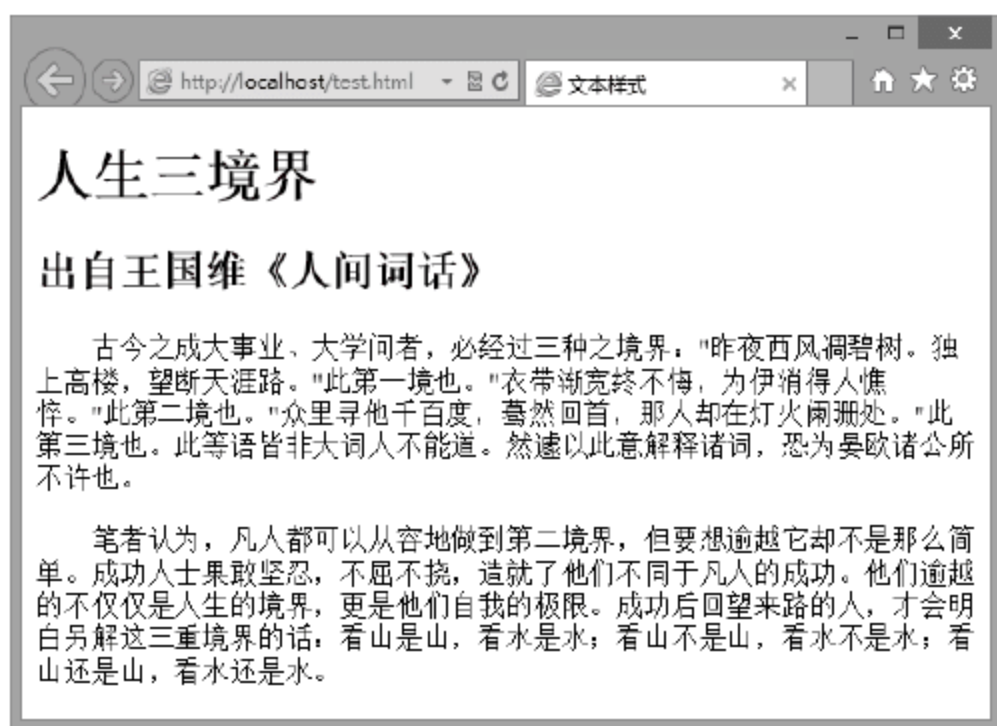 http://localhost/test.html
文本样式
人生三境界
出自王国维《人间词话》
古今之成大事业、大学问者，必经过三种之境界："昨夜西风凋碧树。独
上高楼，望断天涯路。"此第一境也。"衣带渐宽终不悔，为伊消得人憔
悴。"此第二境也。"众里寻他千百度，蓦然回首，那人却在灯火阑珊处。"此
第三境也。此等语皆非大词人不能道。然遽以此意解释诸词，恐为晏欧诸公所
不许也。
笔者认为，凡人都可以从容地做到第二境界，但要想逾越它却不是那么简
单。成功人士果敢坚忍，不屈不挠，造就了他们不同于凡人的成功。他们逾越
的不仅仅是人生的境界，更是他们自我的极限。成功后回望来路的人，才会明
白另解这三重境界的话：看山是山，看水是水；看山不是山，看水不是水；看
山还是山，看水还是水。